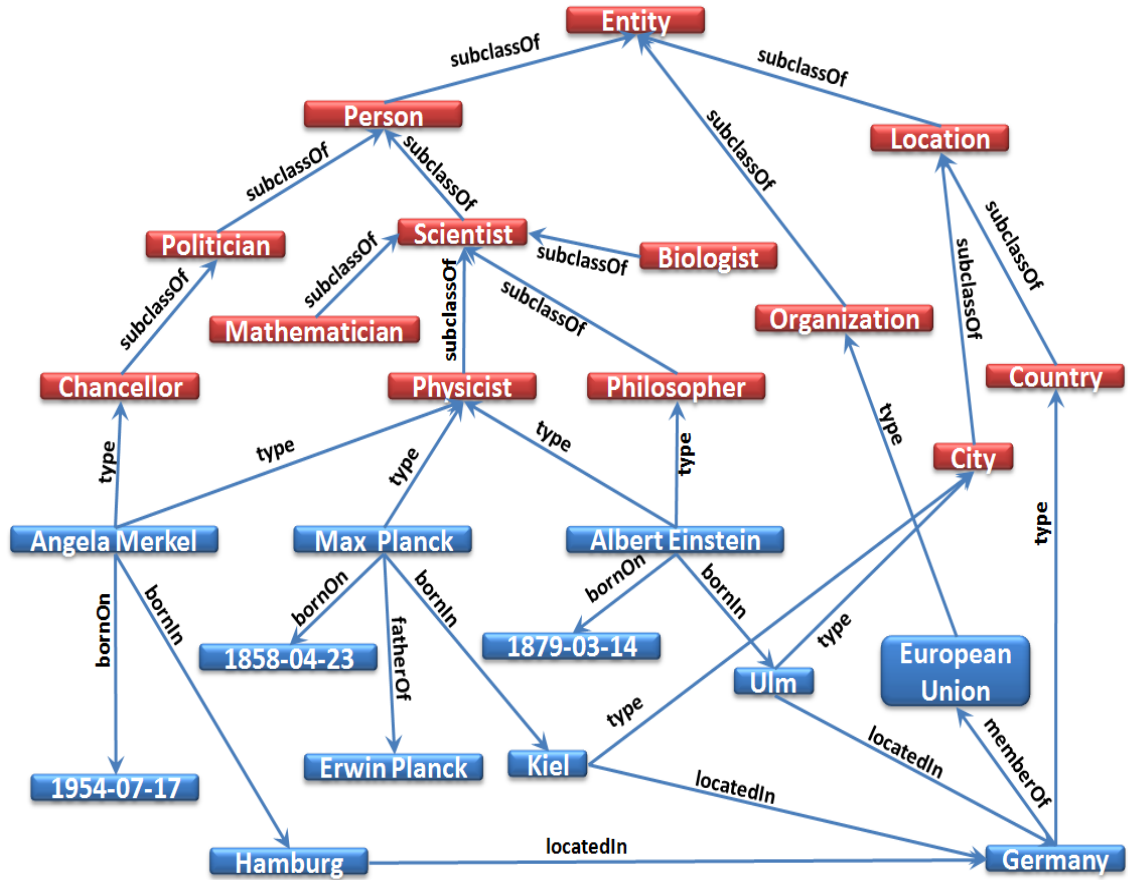 Entity
subclassOf
subclassOf
Person
subclassOf
Location
subclassOf
subclassOf
subclassOf
Politician
Scientist
Biologist
subclassOf
subclassOf
subclassOf
subclassOf
Mathematician
subclassOf
subclassOf
Organization
subclassOf
Chancellor
Physicist
Philosopher
Country
type
type
type
type
type
type
City
type
Angela Merkel
Max Planck
Albert Einstein
bornOn
bornIn
bornOn
bornIn
bornOn
bornIn
fatherOf
1858-04-23
1879-03-14
type
European
Union
Ulm
type
locatedIn
memberOf
1954-07-17
Erwin Planck
Kiel
locatedIn
Hamburg
locatedIn
Germany